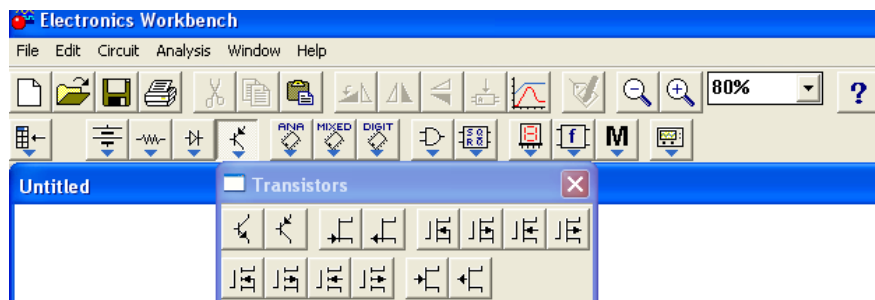 Electronics Workbench
File Edit Circuit Analysis Window Help
80% ?
ANA MIXED DIGIT f M
Untitled
Transistors